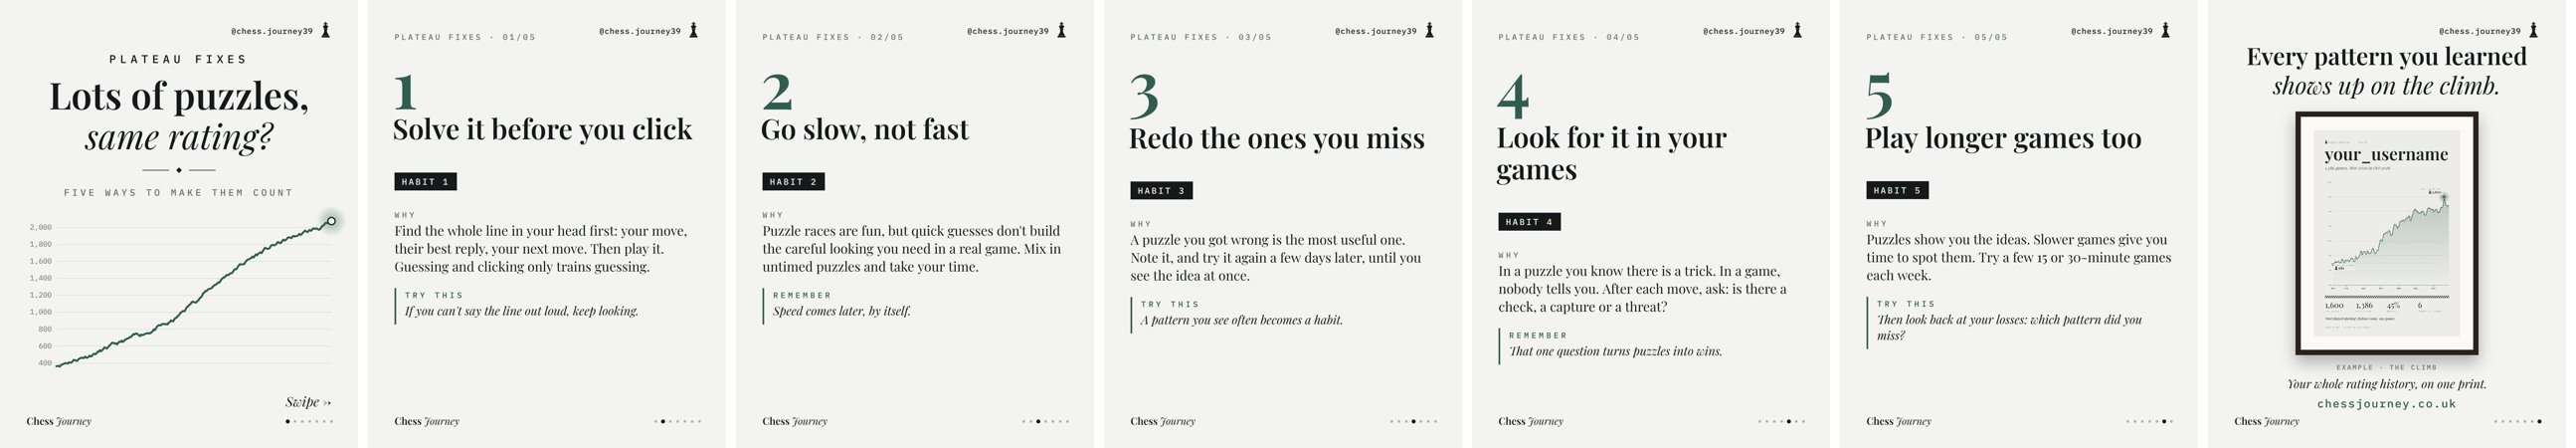 @chess.journey39
PLATEAU FIXES
Lots of puzzles,
same rating?
FIVE WAYS TO MAKE THEM COUNT
2,000
1,800
1,600
1,400
1,200
1,000
800
600
400
Swipe
Chess Journey
PLATEAU FIXES · 01/05
@chess.journey39
1
Solve it before you click
HABIT 1
WHY
Find the whole line in your head first: your move,
their best reply, your next move. Then play it.
Guessing and clicking only trains guessing.
TRY THIS
If you can't say the line out loud, keep looking.
Chess Journey
PLATEAU FIXES · 02/05
@chess.journey39
2
Go slow, not fast
HABIT 2
WHY
Puzzle races are fun, but quick guesses don't build
the careful looking you need in a real game. Mix in
untimed puzzles and take your time.
REMEMBER
Speed comes later, by itself.
Chess Journey
PLATEAU FIXES · 03/05
@chess.journey39
3
Redo the ones you miss
HABIT 3
WHY
A puzzle you got wrong is the most useful one.
Note it, and try it again a few days later, until you
see the idea at once.
TRY THIS
A pattern you see often becomes a habit.
Chess Journey
PLATEAU FIXES · 04/05
@chess.journey39
4
Look for it in your
games
HABIT 4
WHY
In a puzzle you know there is a trick. In a game,
nobody tells you. After each move, ask: is there a
check, a capture or a threat?
REMEMBER
That one question turns puzzles into wins.
Chess Journey
PLATEAU FIXES · 05/05
@chess.journey39
5
Play longer games too
HABIT 5
WHY
Puzzles show you the ideas. Slower games give you
time to spot them. Try a few 15 or 30-minute games
each week.
TRY THIS
Then look back at your losses: which pattern did you
miss?
Chess Journey
@chess.journey39
Every pattern you learned
shows up on the climb.
your_username
1,600 1,586 45% 6
EXAMPLE · THE CLIMB
Your whole rating history, on one print.
chessjourney.co.uk
Chess Journey